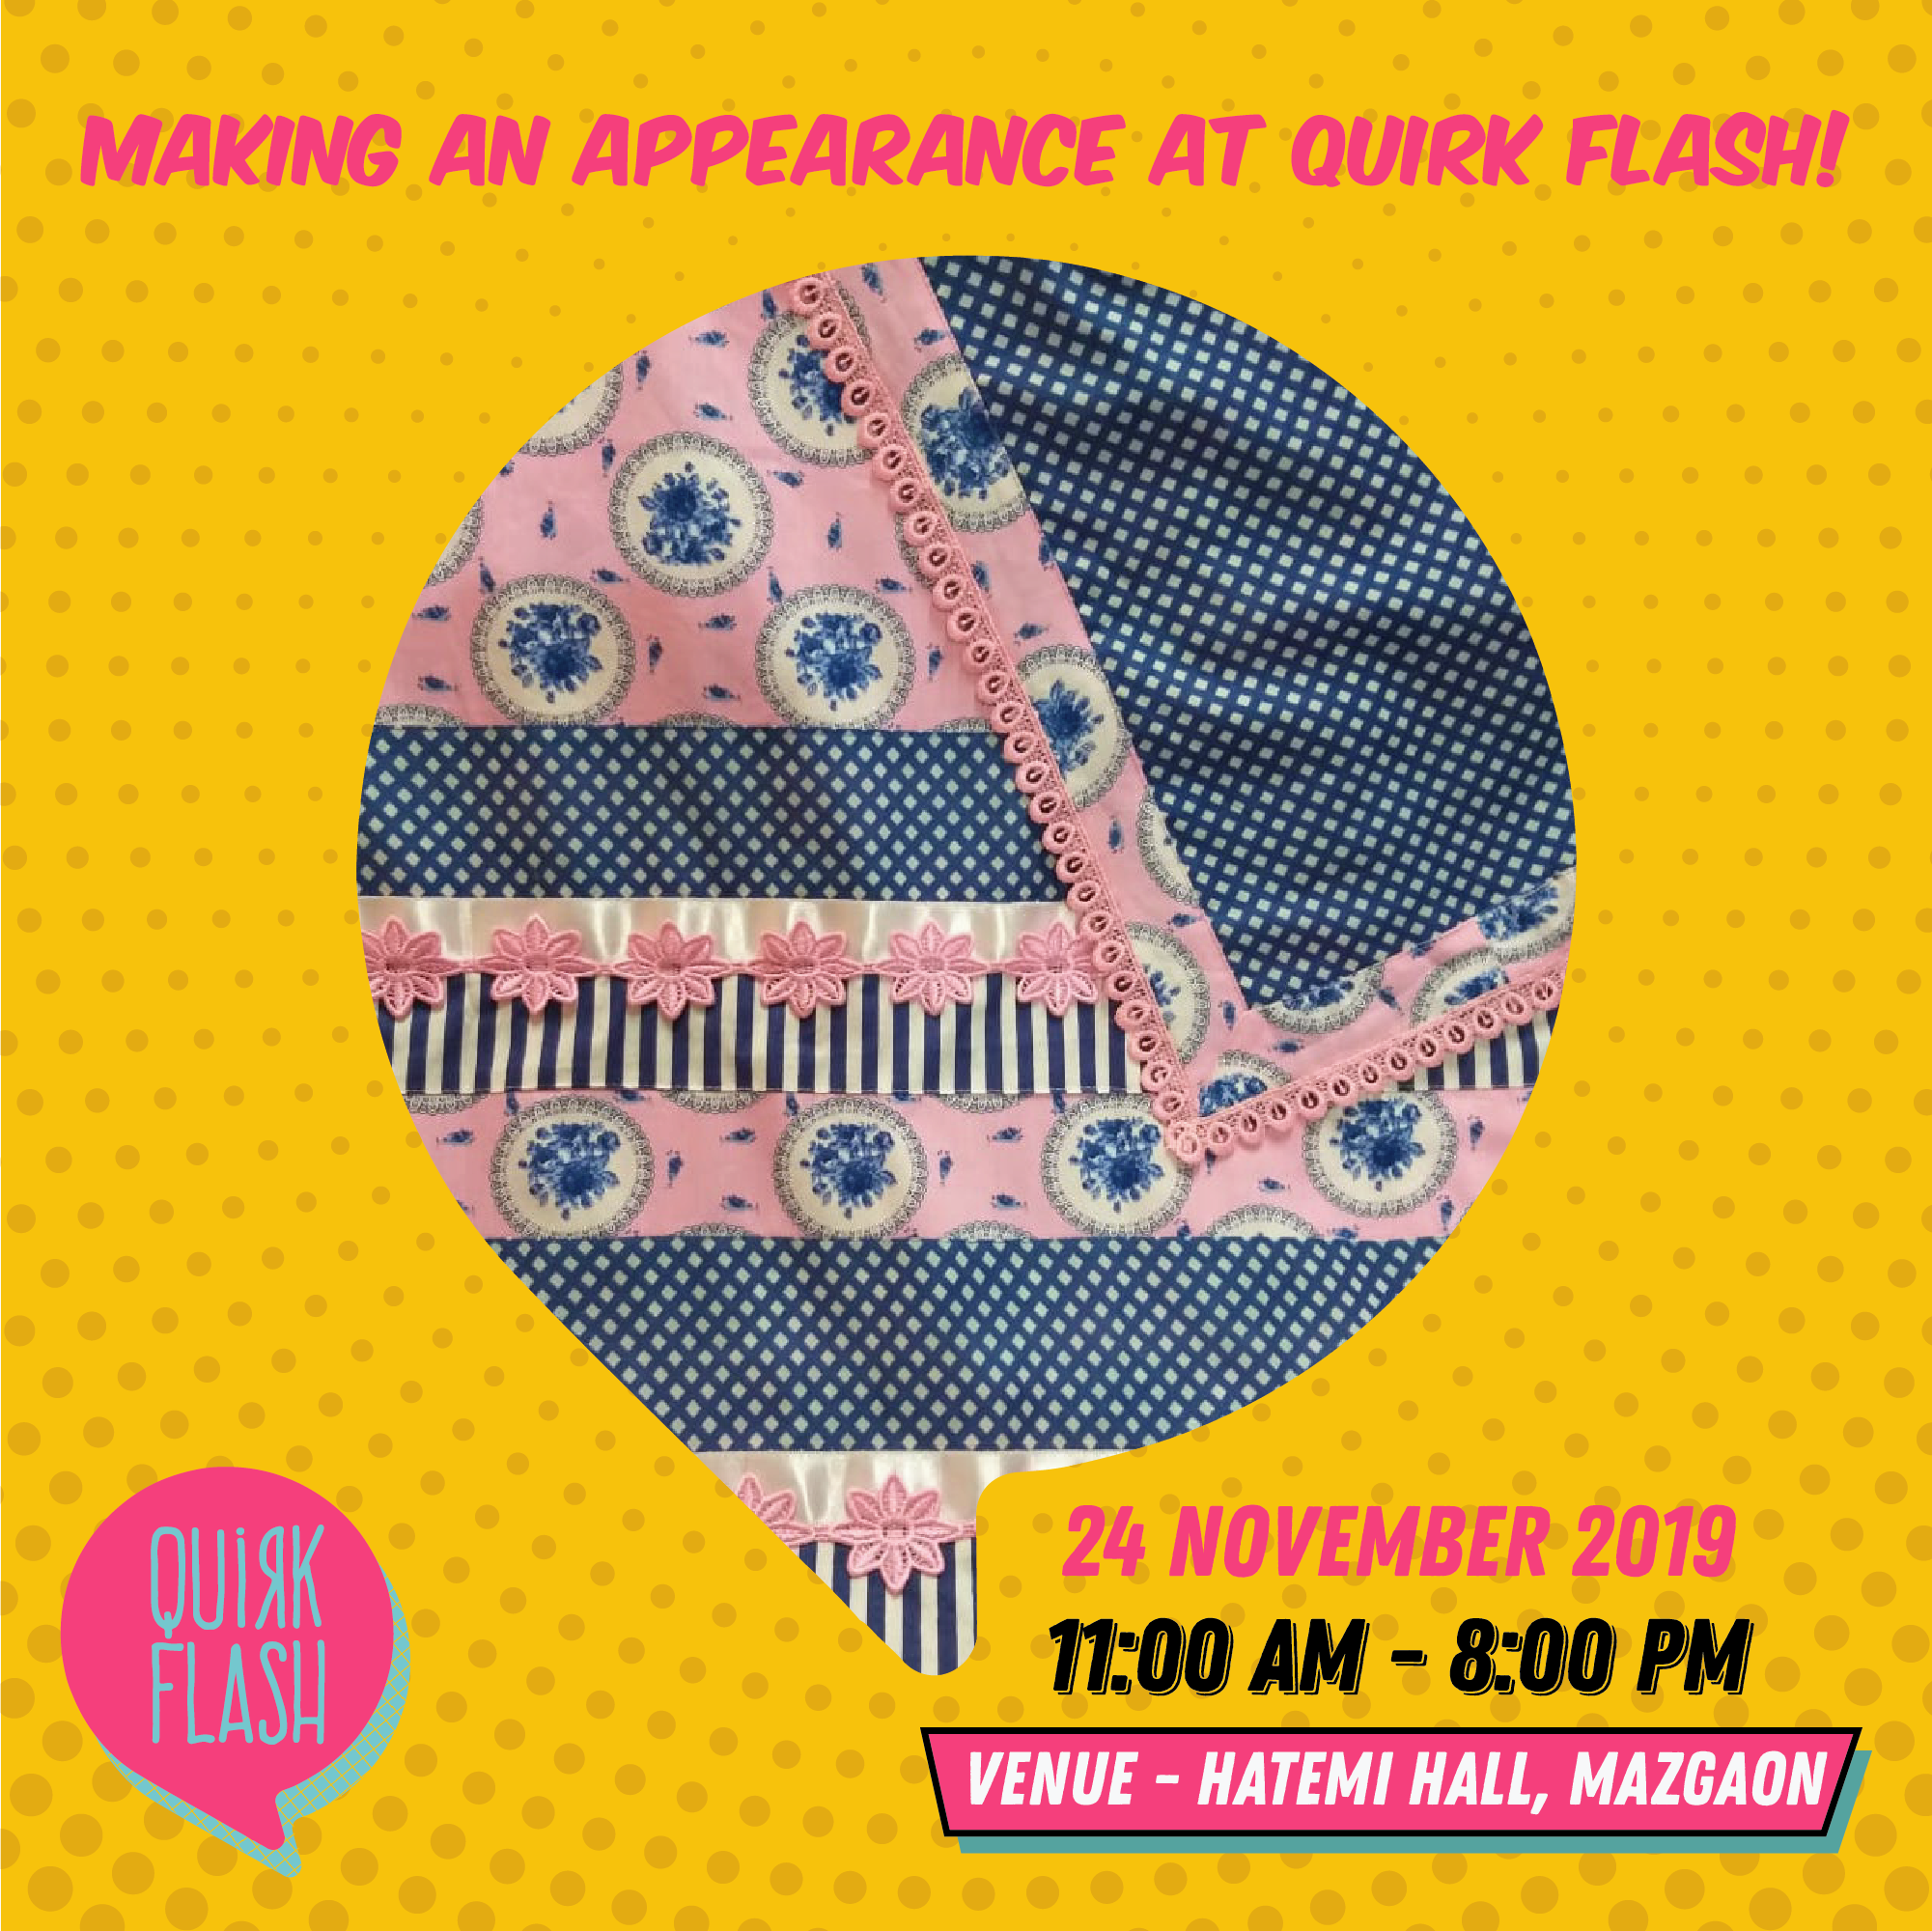 MAKING AN APPEARANCE AT QUIRK FLASH!
24 NOVEMBER 2019
11:00 AM - 8:00 PM
VENUE - HATEMI HALL, MAZGAON
QUiRK
FLASH